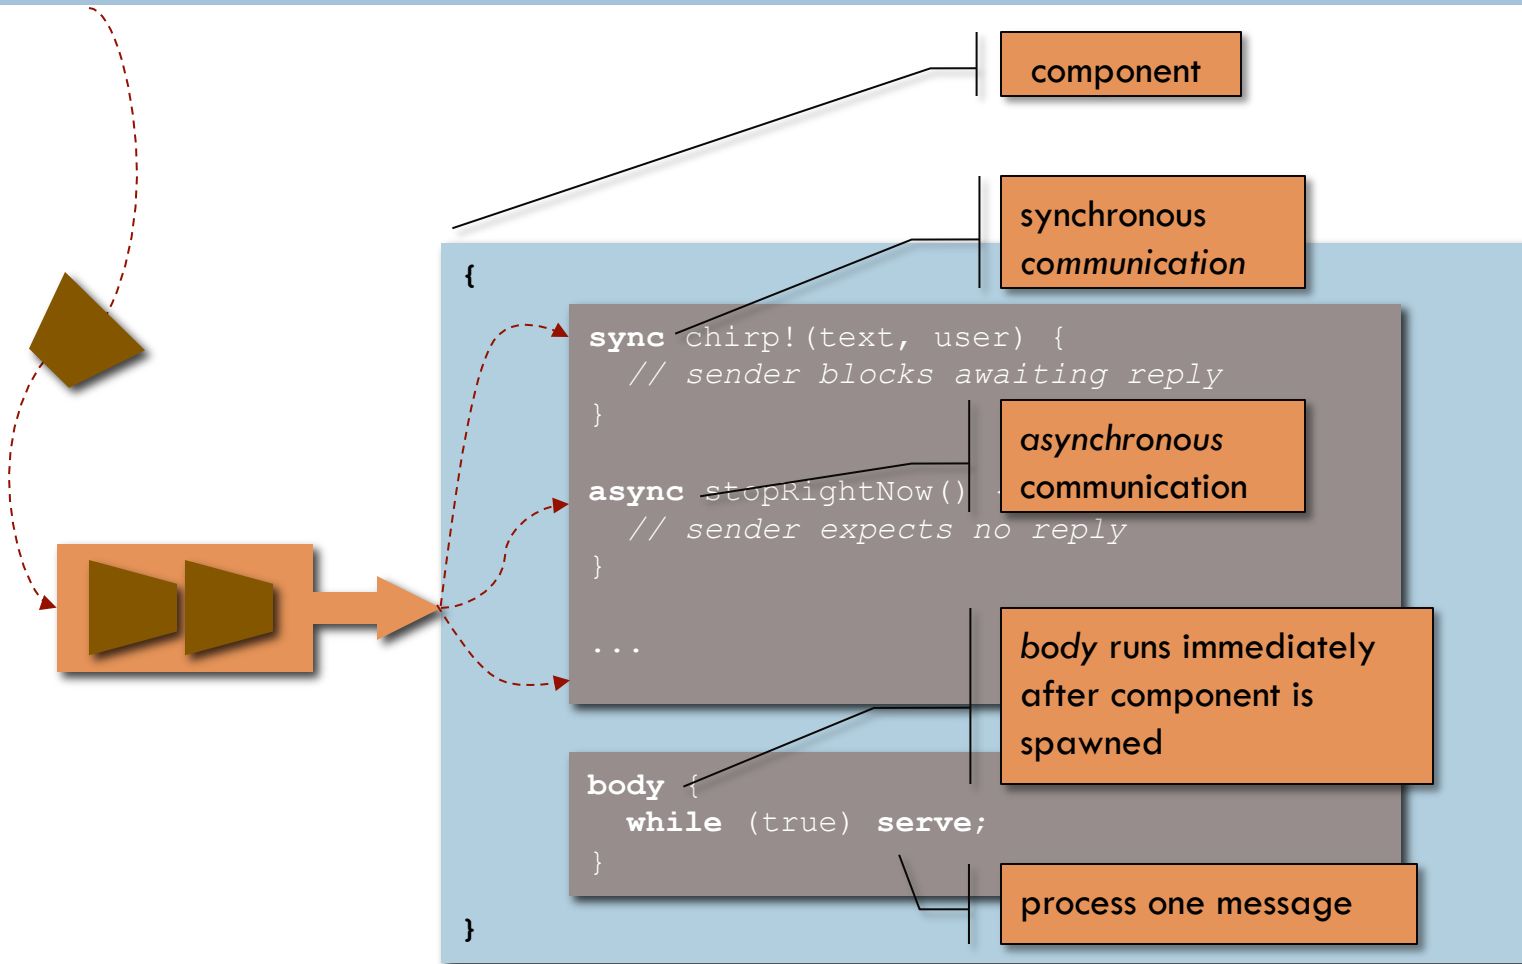 component
synchronous
communication
{
sync chirp!(text, user) {
// sender blocks awaiting reply
}
asynchronous
communication
async stopRightNow() {
// sender expects no reply
}
...
body runs immediately
after component is
spawned
body {
while (true) serve;
}
process one message
}